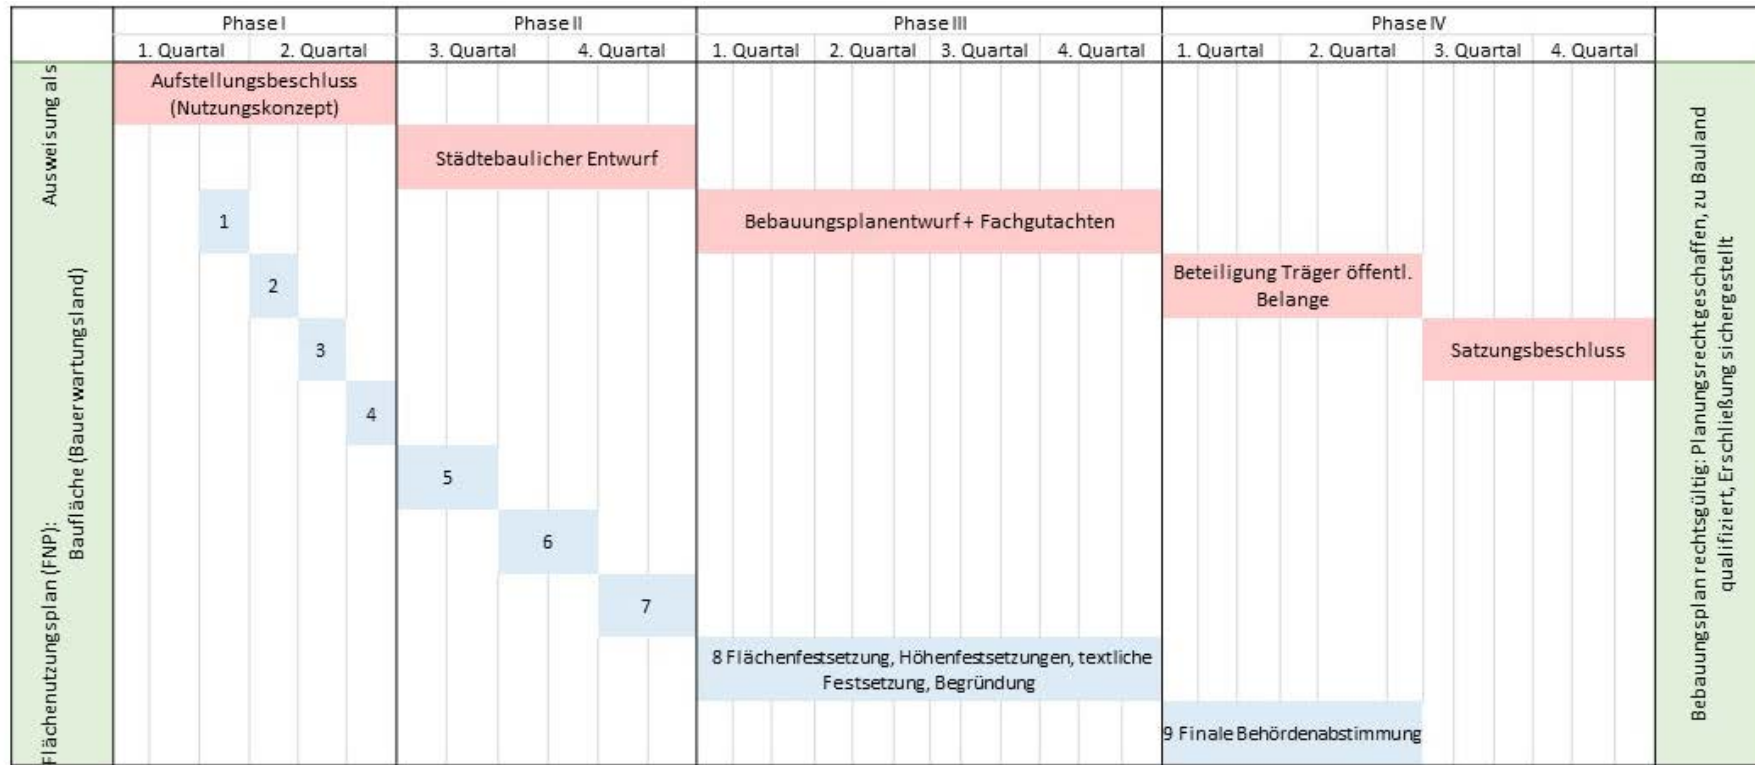 Phase I Phase II Phase III Phase IV
1. Quartal 2. Quartal 3. Quartal 4. Quartal 1. Quartal 2. Quartal 3. Quartal 4. Quartal 1. Quartal 2. Quartal 3. Quartal 4. Quartal
Flächennutzungsplan (FNP): Ausweisung als
Baufläche (Bauerwartungsland)
Aufstellungsbeschluss
(Nutzungskonzept)
Städtebaulicher Entwurf
1
Bebauungsplanentwurf + Fachgutachten
2
Beteiligung Träger öffentl.
Belange
3
Satzungsbeschluss
4
5
6
7
8 Flächenfestsetzung, Höhenfestsetzungen, textliche
Festsetzung, Begründung
9 Finale Behördenabstimmung
Bebauungsplan rechtsgültig: Planungsrecht geschaffen, zu Bauland
qualifiziert, Erschließung sichergestellt